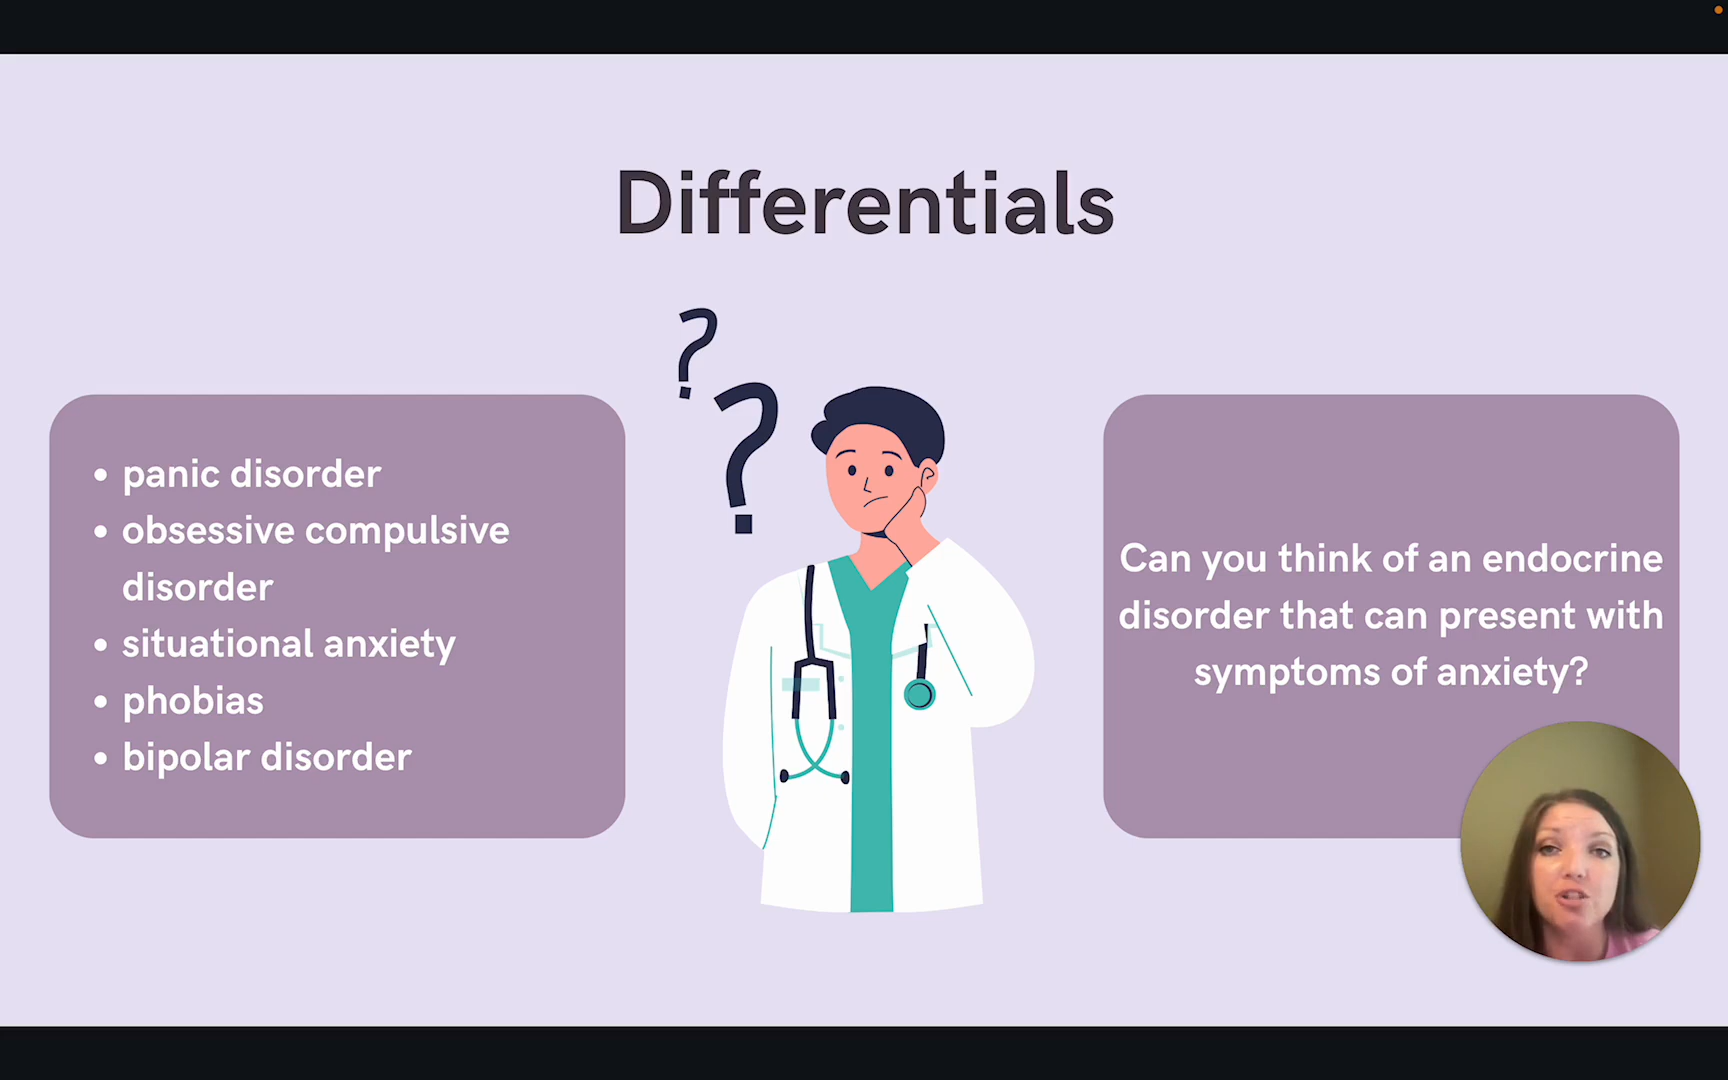 Differentials
? 
?
• panic disorder
• obsessive compulsive
disorder
• situational anxiety
• phobias
• bipolar disorder
Can you think of an endocrine
disorder that can present with
symptoms of anxiety?